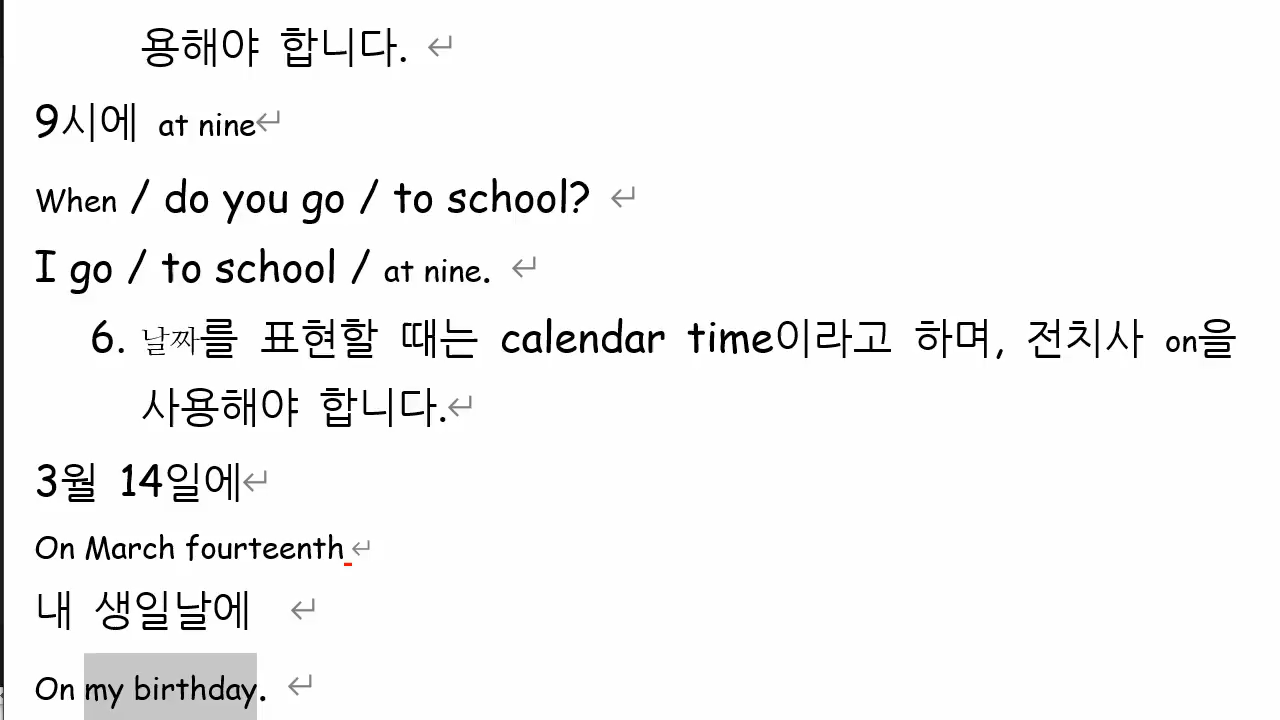 용해야 합니다.
9시에 at nine
When / do you go / to school?
I go / to school / at nine.
6. 날짜를 표현할 때는 calendar time이라고 하며, 전치사 on을
사용해야 합니다.
3월 14일에
On March fourteenth
내 생일날에
On my birthday.